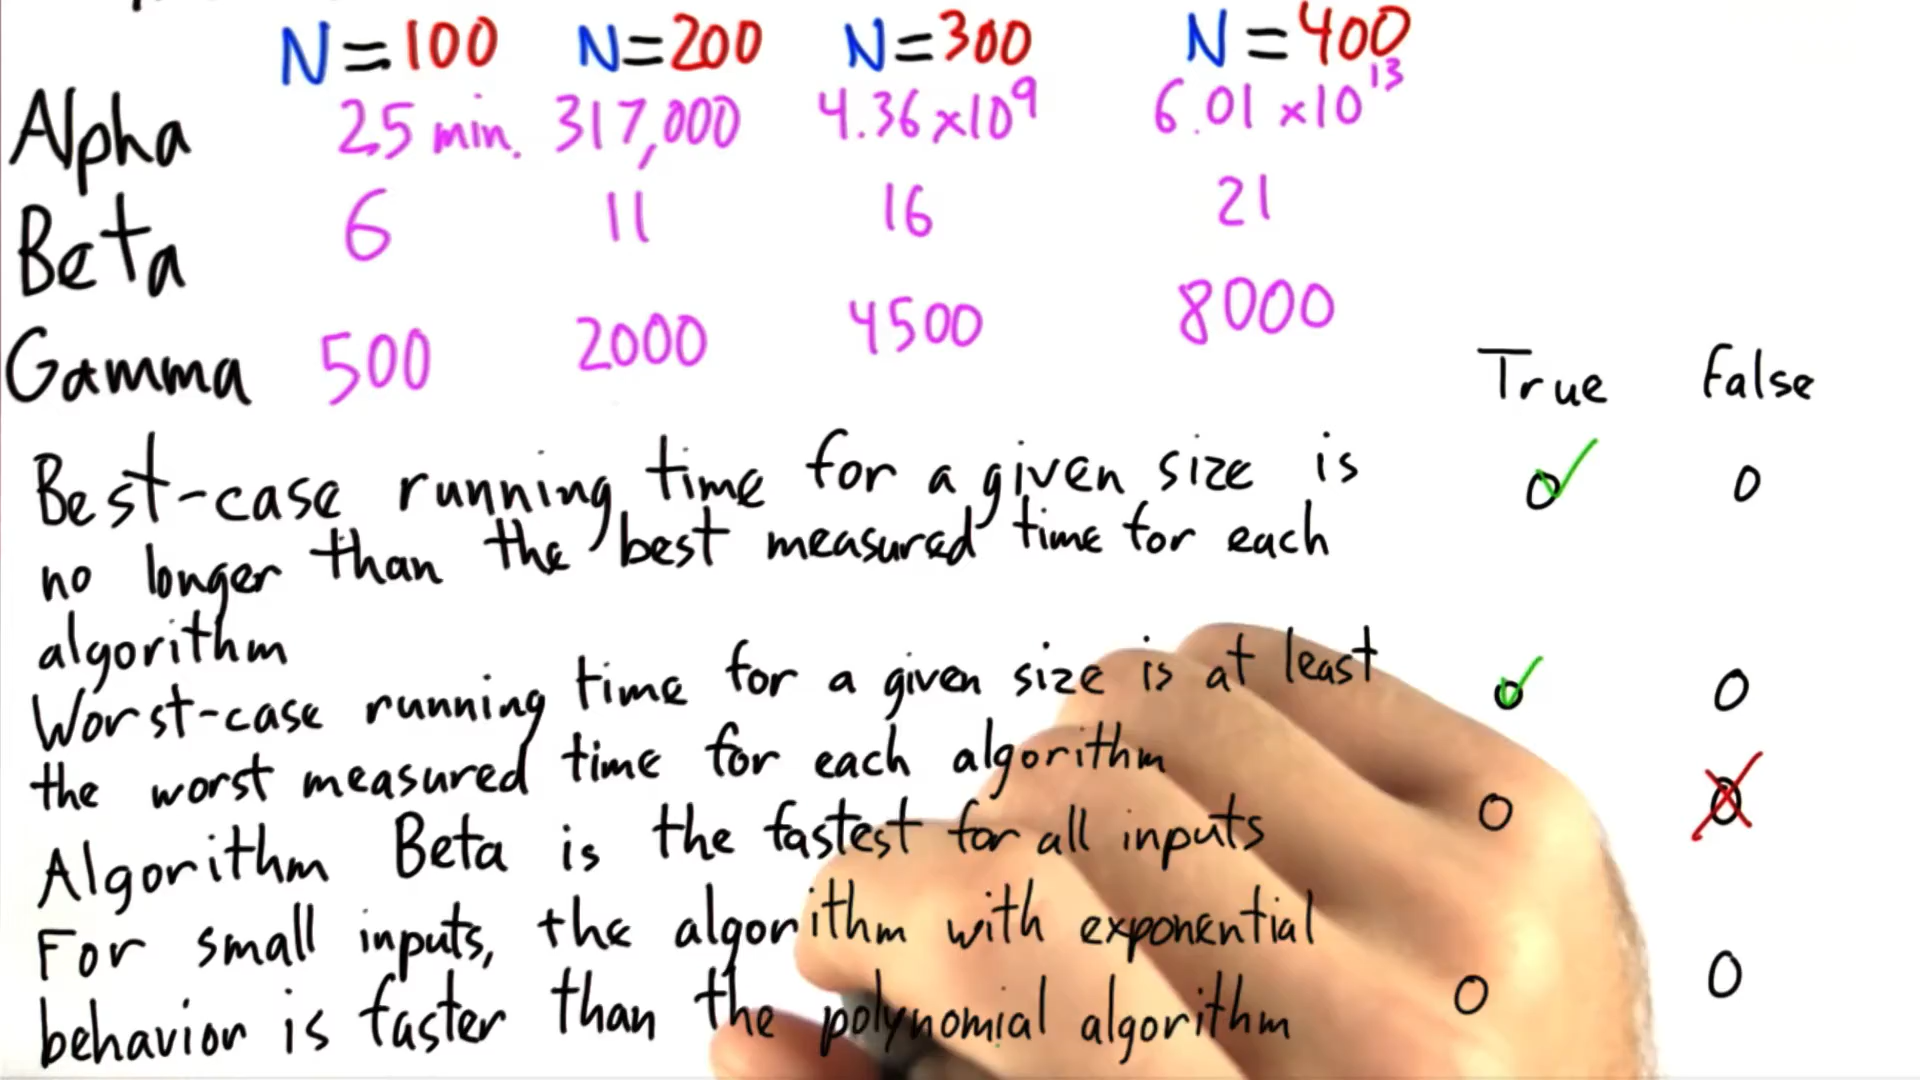 N=100 N=200 N=300 N=400
Alpha 25 min. 317,000 4.36×10⁹ 6.01×10¹³
Beta 6 11 16 21
Gamma 500 2000 4500 8000
True False
Best-case running time for a given size is
no longer than the best measured time for each
algorithm
Worst-case running time for a given size is at least
the worst measured time for each algorithm
Algorithm Beta is the fastest for all inputs
For small inputs, the algorithm with exponential
behavior is faster than the polynomial algorithm